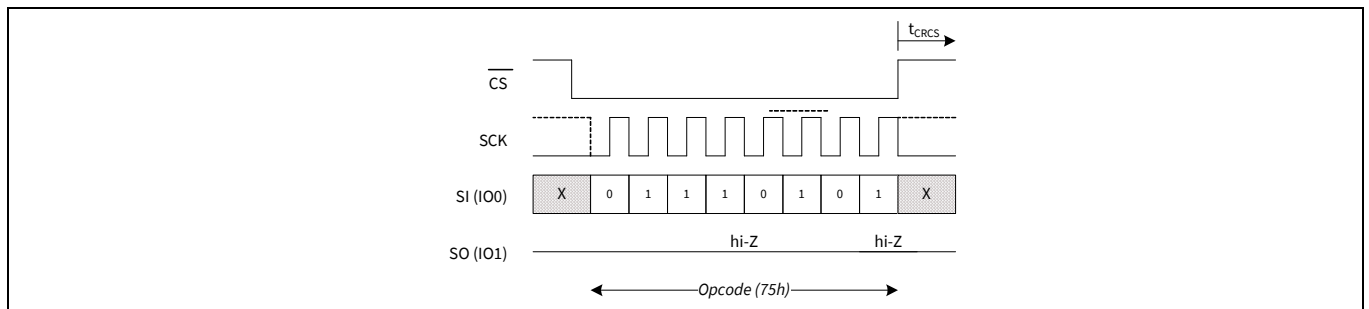 tCRCS
CS
SCK
SI (IO0) X 0 1 1 1 0 1 0 1 X
hi-Z hi-Z
SO (IO1)
Opcode (75h)